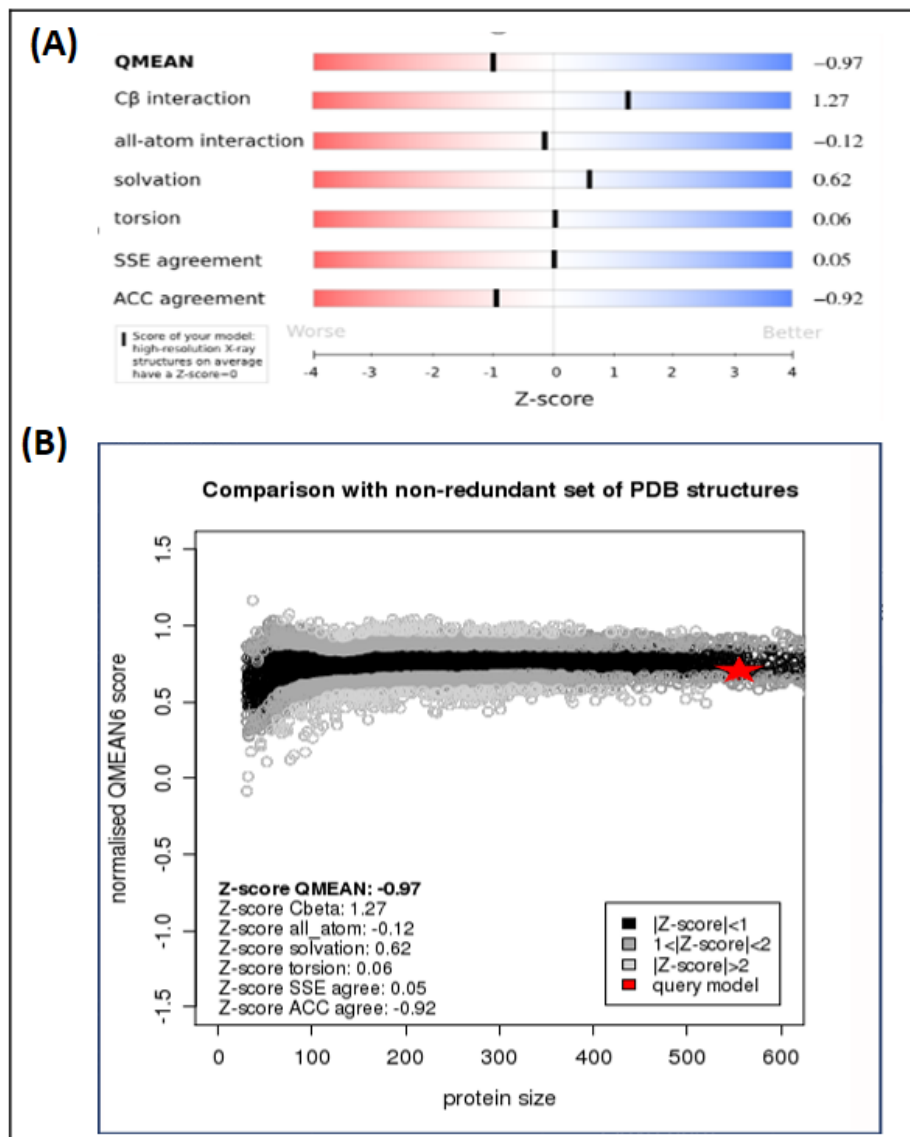 (A)
QMEAN −0.97
Cβ interaction 1.27
all-atom interaction −0.12
solvation 0.62
torsion 0.06
SSE agreement 0.05
ACC agreement −0.92
Worse Better
Score of your model:
high-resolution X-ray
structures on average
have a Z-score=0
-4 -3 -2 -1 0 1 2 3 4
Z-score
(B)
Comparison with non-redundant set of PDB structures
normalised QMEAN6 score
1.5
1.0
0.5
0.0
-0.5
-1.0
-1.5
Z-score QMEAN: -0.97
Z-score Cbeta: 1.27
Z-score all_atom: -0.12
Z-score solvation: 0.62
Z-score torsion: 0.06
Z-score SSE agree: 0.05
Z-score ACC agree: -0.92
|Z-score|<1
1<|Z-score|<2
|Z-score|>2
query model
0 100 200 300 400 500 600
protein size